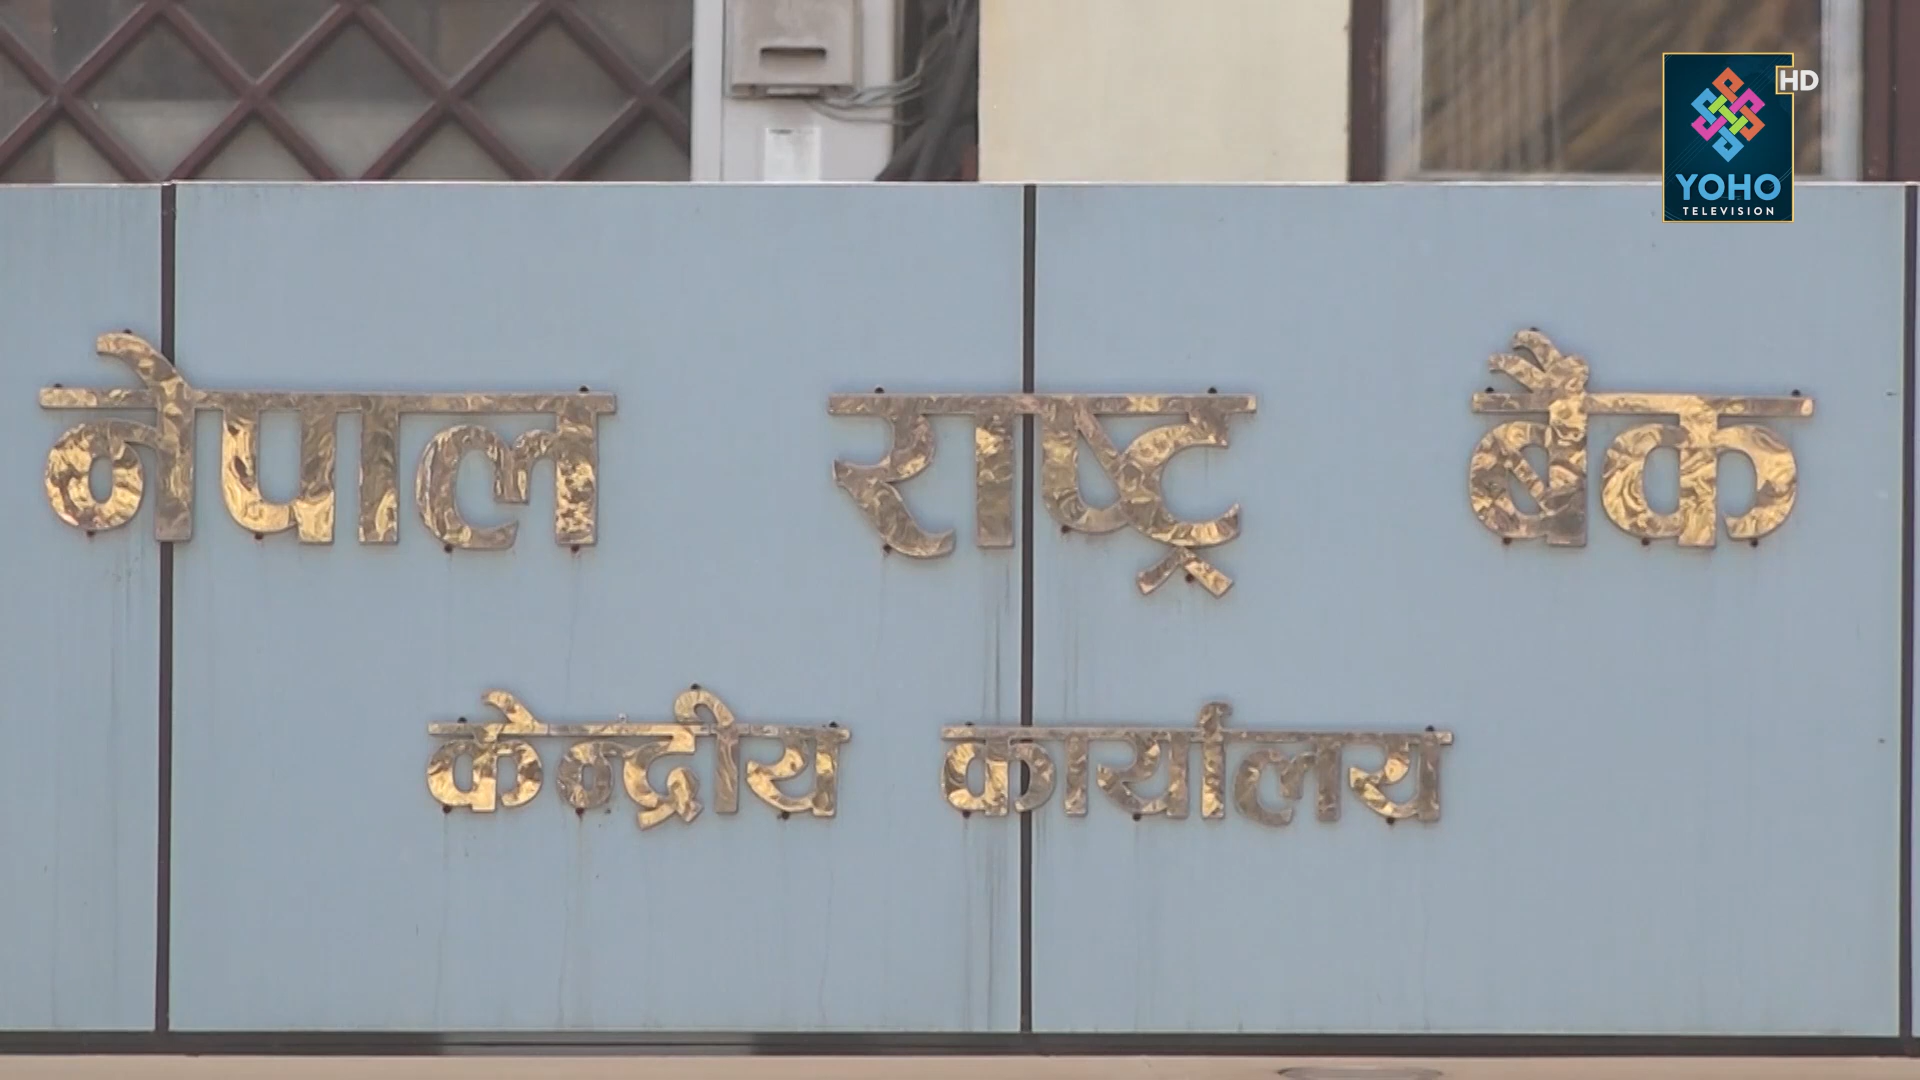 HD
YOHO
TELEVISION
नेपाल राष्ट्र बैंक
केन्द्रीय कार्यालय